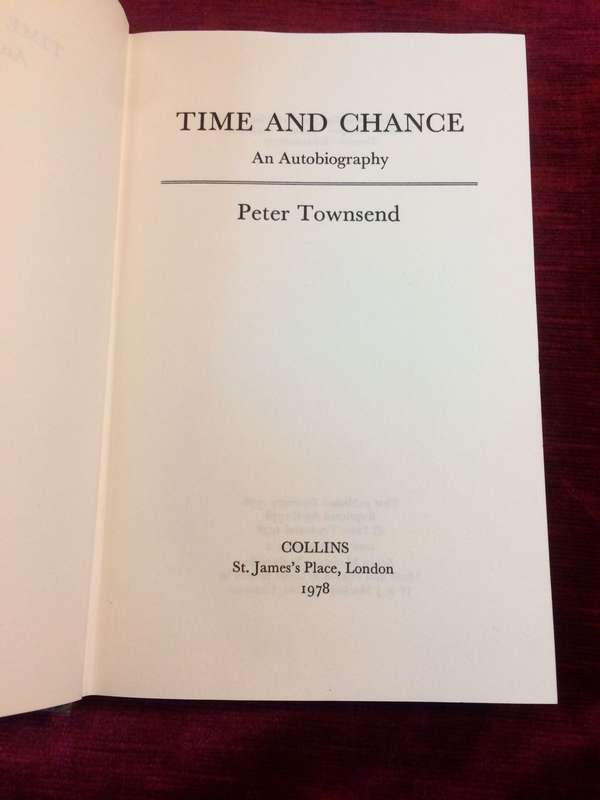 TIME AND CHANCE
An Autobiography
Peter Townsend
COLLINS
St. James's Place, London
1978